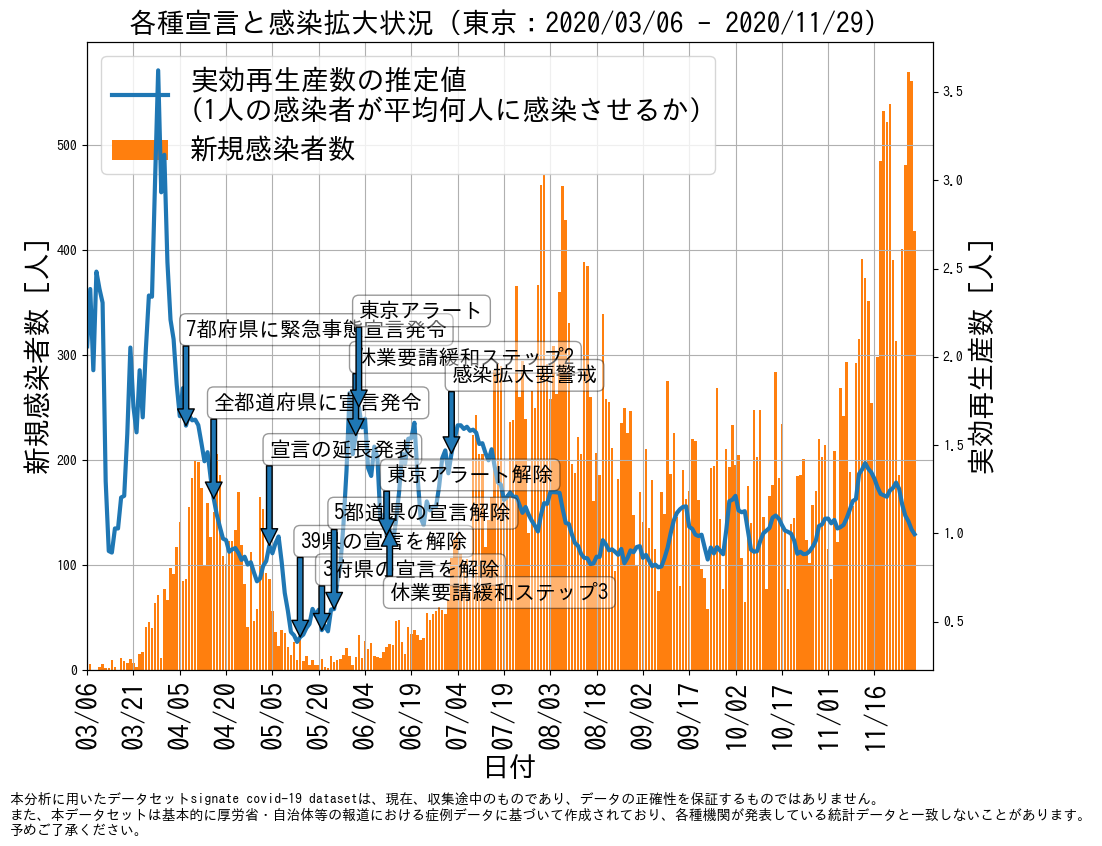 各種宣言と感染拡大状況 (東京：2020/03/06 - 2020/11/29)
実効再生産数の推定値
(1人の感染者が平均何人に感染させるか)
新規感染者数
新規感染者数 [人]
500
400
300
200
100
0
実効再生産数 [人]
3.5
3.0
2.5
2.0
1.5
1.0
0.5
東京アラート
7都府県に緊急事態宣言発令
休業要請緩和ステップ2
感染拡大要警戒
全都道府県に宣言発令
宣言の延長発表
東京アラート解除
5都道県の宣言解除
39県の宣言を解除
3府県の宣言を解除
休業要請緩和ステップ3
03/06
03/21
04/05
04/20
05/05
05/20
06/04
06/19
07/04
07/19
08/03
08/18
09/02
09/17
10/02
10/17
11/01
11/16
日付
本分析に用いたデータセットsignate covid-19 datasetは、現在、収集途中のものであり、データの正確性を保証するものではありません。
また、本データセットは基本的に厚労省・自治体等の報道における症例データに基づいて作成されており、各種機関が発表している統計データと一致しないことがあります。
予めご了承ください。